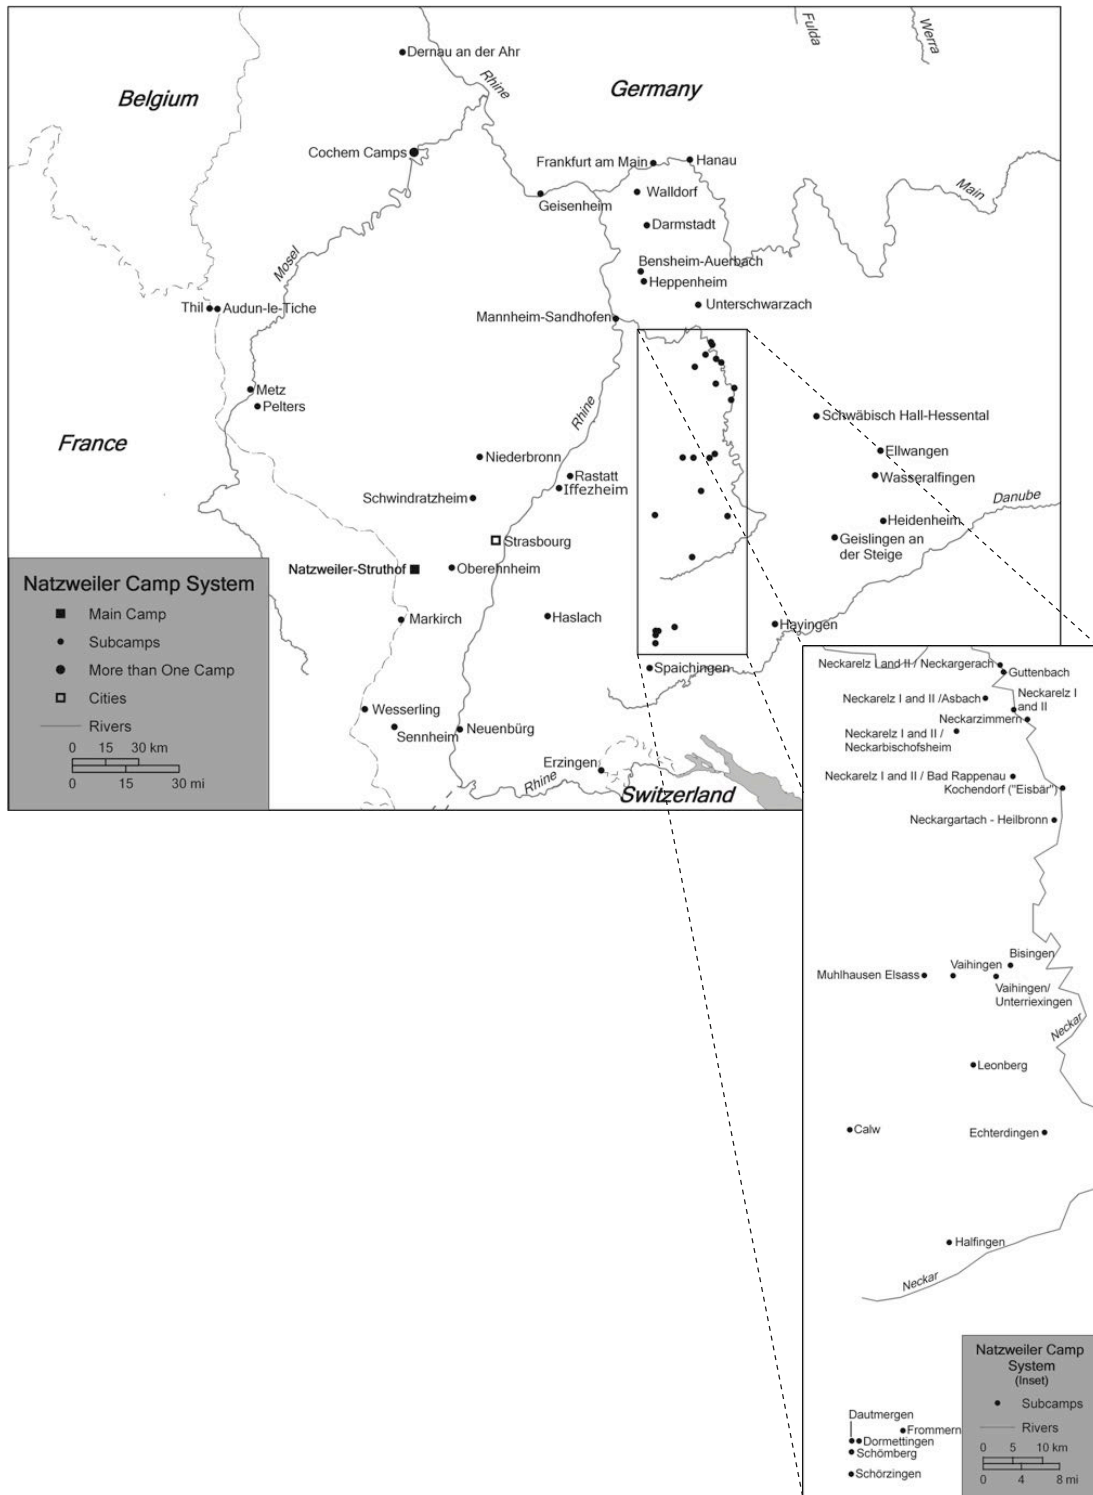 Fulda
Werra
Dernau an der Ahr
Rhine
Belgium
Germany
Cochem Camps
Frankfurt am Main
Hanau
Main
Geisenheim
Walldorf
Darmstadt
Mosel
Bensheim-Auerbach
Heppenheim
Thil
Audun-le-Tiche
Unterschwarzach
Mannheim-Sandhofen
Metz
Pelters
Rhine
Schwäbisch Hall-Hessental
France
Niederbronn
Ellwangen
Rastatt
Wasseralfingen
Iffezheim
Schwindratzheim
Danube
Heidenheim
Strasbourg
Geislingen an
der Steige
Natzweiler-Struthof
Oberehnheim
Markirch
Haslach
Hayingen
Spaichingen
Wesserling
Sennheim
Neuenbürg
Erzingen
Rhine
Switzerland
Natzweiler Camp System
Main Camp
Subcamps
More than One Camp
Cities
Rivers
0 15 30 km
0 15 30 mi
Neckarelz I and II / Neckargerach
Guttenbach
Neckarelz I and II /Asbach
Neckarelz I
and II
Neckarzimmern
Neckarelz I and II /
Neckarbischofsheim
Neckarelz I and II / Bad Rappenau
Kochendorf ("Eisbär")
Neckargartach - Heilbronn
Bisingen
Vaihingen
Muhlhausen Elsass
Vaihingen/
Unterriexingen
Neckar
Leonberg
Calw
Echterdingen
Halfingen
Neckar
Natzweiler Camp
System
(Inset)
Subcamps
Rivers
0 5 10 km
0 4 8 mi
Dautmergen
Frommern
Dormettingen
Schömberg
Schörzingen